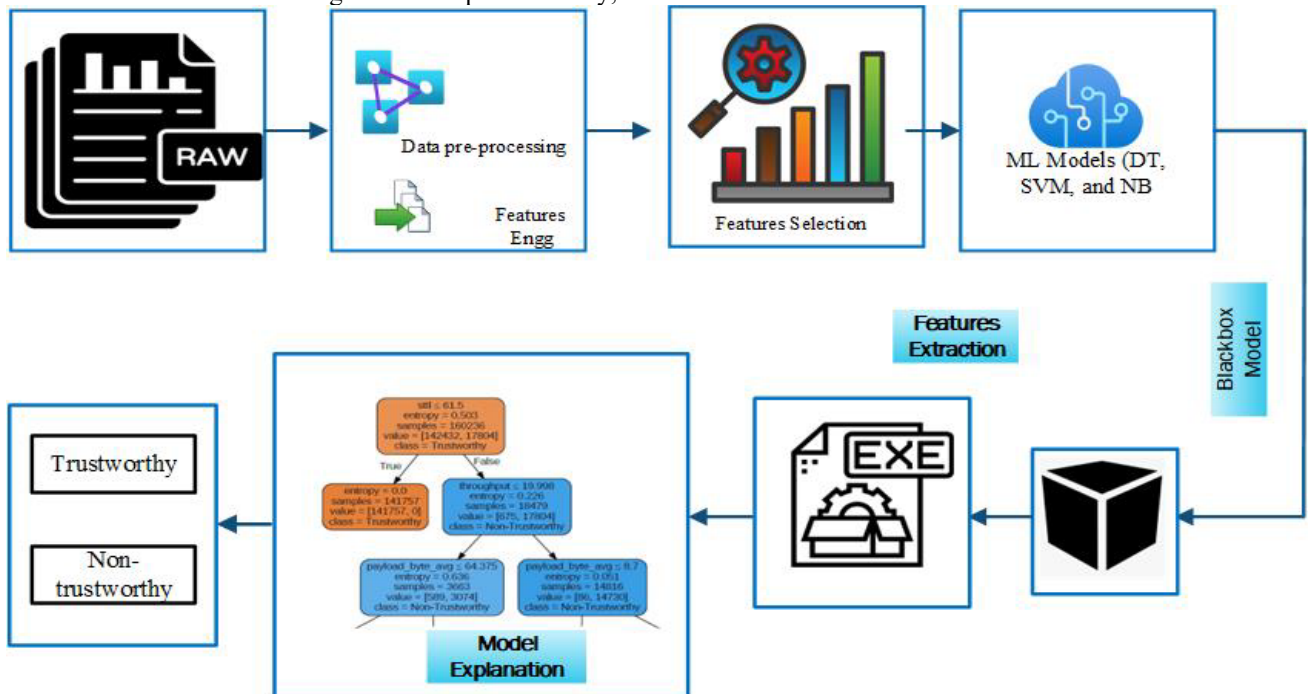 RAW
Data pre-processing
Features
Engg
Features Selection
ML Models (DT,
SVM, and NB
Blackbox
Model
Features
Extraction
EXE
sttl ≤ 61.5
entropy = 0.503
samples = 160236
value = [142432, 17804]
class = Trustworthy
True
False
entropy = 0.0
samples = 141757
value = [141757, 0]
class = Trustworthy
throughput ≤ 19.998
entropy = 0.226
samples = 18479
value = [675, 17804]
class = Non-Trustworthy
payload_byte_avg ≤ 64.375
entropy = 0.636
samples = 3663
value = [589, 3074]
class = Non-Trustworthy
payload_byte_avg ≤ 8.7
entropy = 0.051
samples = 14816
value = [86, 14730]
class = Non-Trustworthy
Model
Explanation
Trustworthy
Non-
trustworthy